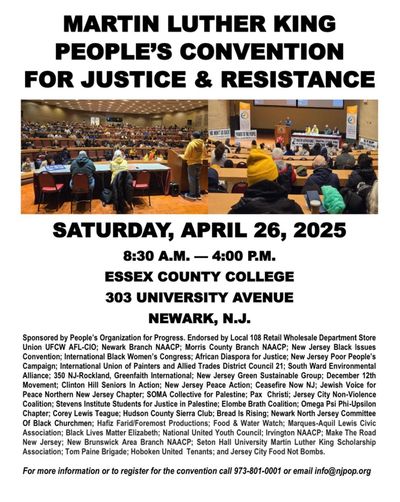 MARTIN LUTHER KING
PEOPLE'S CONVENTION
FOR JUSTICE & RESISTANCE
SATURDAY, APRIL 26, 2025
8:30 A.M. — 4:00 P.M.
ESSEX COUNTY COLLEGE
303 UNIVERSITY AVENUE
NEWARK, N.J.
Sponsored by People's Organization for Progress. Endorsed by Local 108 Retail Wholesale Department Store
Union UFCW AFL-CIO; Newark Branch NAACP; Morris County Branch NAACP; New Jersey Black Issues
Convention; International Black Women's Congress; African Diaspora for Justice; New Jersey Poor People's
Campaign; International Union of Painters and Allied Trades District Council 21; South Ward Environmental
Alliance; 350 NJ-Rockland, Greenfaith International; New Jersey Green Sustainable Group; December 12th
Movement; Clinton Hill Seniors In Action; New Jersey Peace Action; Ceasefire Now NJ; Jewish Voice for
Peace Northern New Jersey Chapter; SOMA Collective for Palestine; Pax Christi; Jersey City Non-Violence
Coalition; Stevens Institute Students for Justice in Palestine; Elombe Brath Coalition; Omega Psi Phi-Upsilon
Chapter; Corey Lewis Teague; Hudson County Sierra Club; Bread Is Rising; Newark North Jersey Committee
Of Black Churchmen; Hafiz Farid/Foremost Productions; Food & Water Watch; Marques-Aquil Lewis Civic
Association; Black Lives Matter Elizabeth; National United Youth Council; Irvington NAACP; Make The Road
New Jersey; New Brunswick Area Branch NAACP; Seton Hall University Martin Luther King Scholarship
Association; Tom Paine Brigade; Hoboken United Tenants; and Jersey City Food Not Bombs.
For more information or to register for the convention call 973-801-0001 or email info@njpop.org